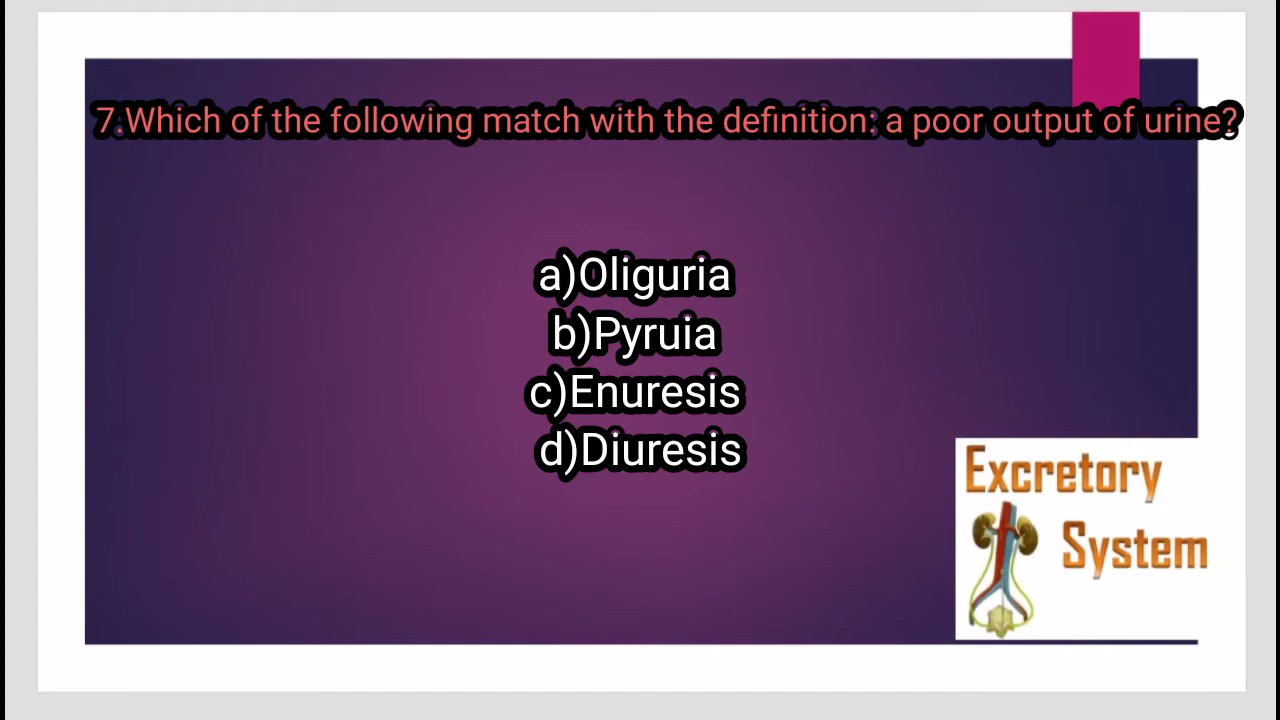 7.Which of the following match with the definition: a poor output of urine?
a)Oliguria
b)Pyruia
c)Enuresis
d)Diuresis
Excretory
System